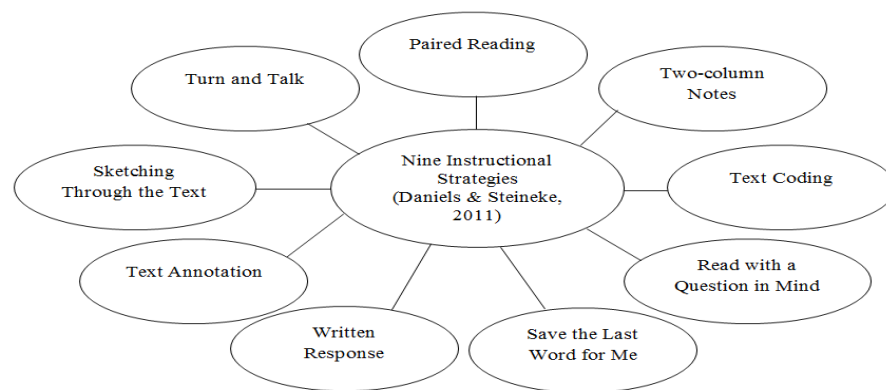 Paired Reading
Turn and Talk
Two-column
Notes
Nine Instructional
Strategies
(Daniels & Steineke,
2011)
Sketching
Through the Text
Text Coding
Text Annotation
Read with a
Question in Mind
Written
Response
Save the Last
Word for Me